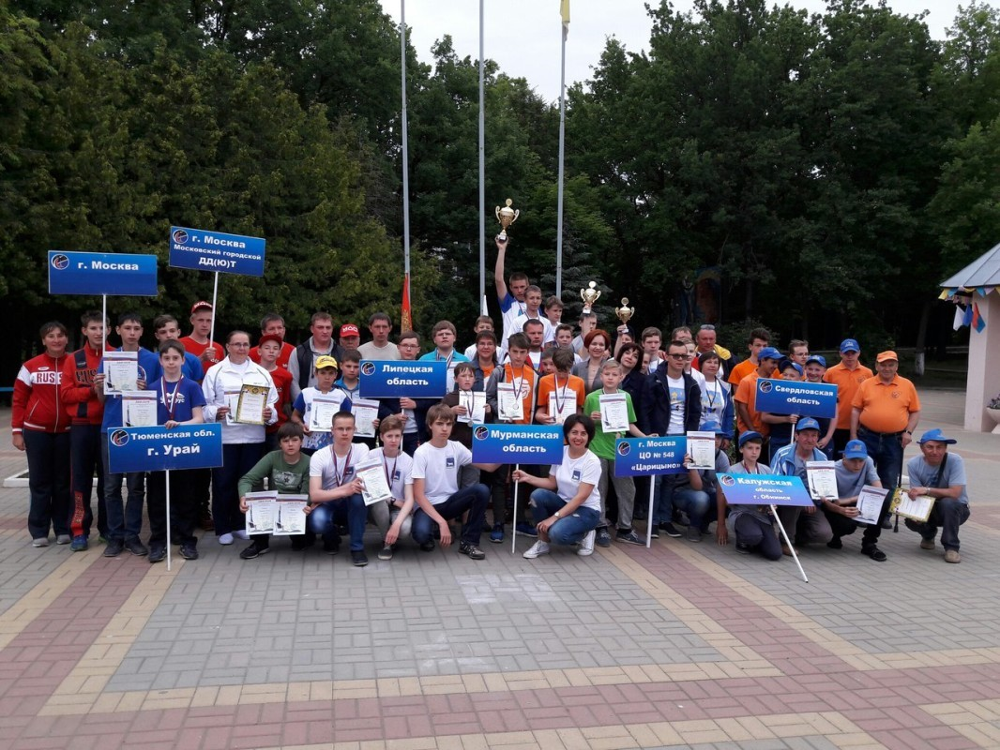 г. Москва
г. Москва
Московский городской
ДД(Ю)Т
RUSS
Липецкая
область
Свердловская
область
Тюменская обл.
г. Урай
Мурманская
область
г. Москва
ЦО № 548
«Царицыно»
Калужская
область
г. Обнинск